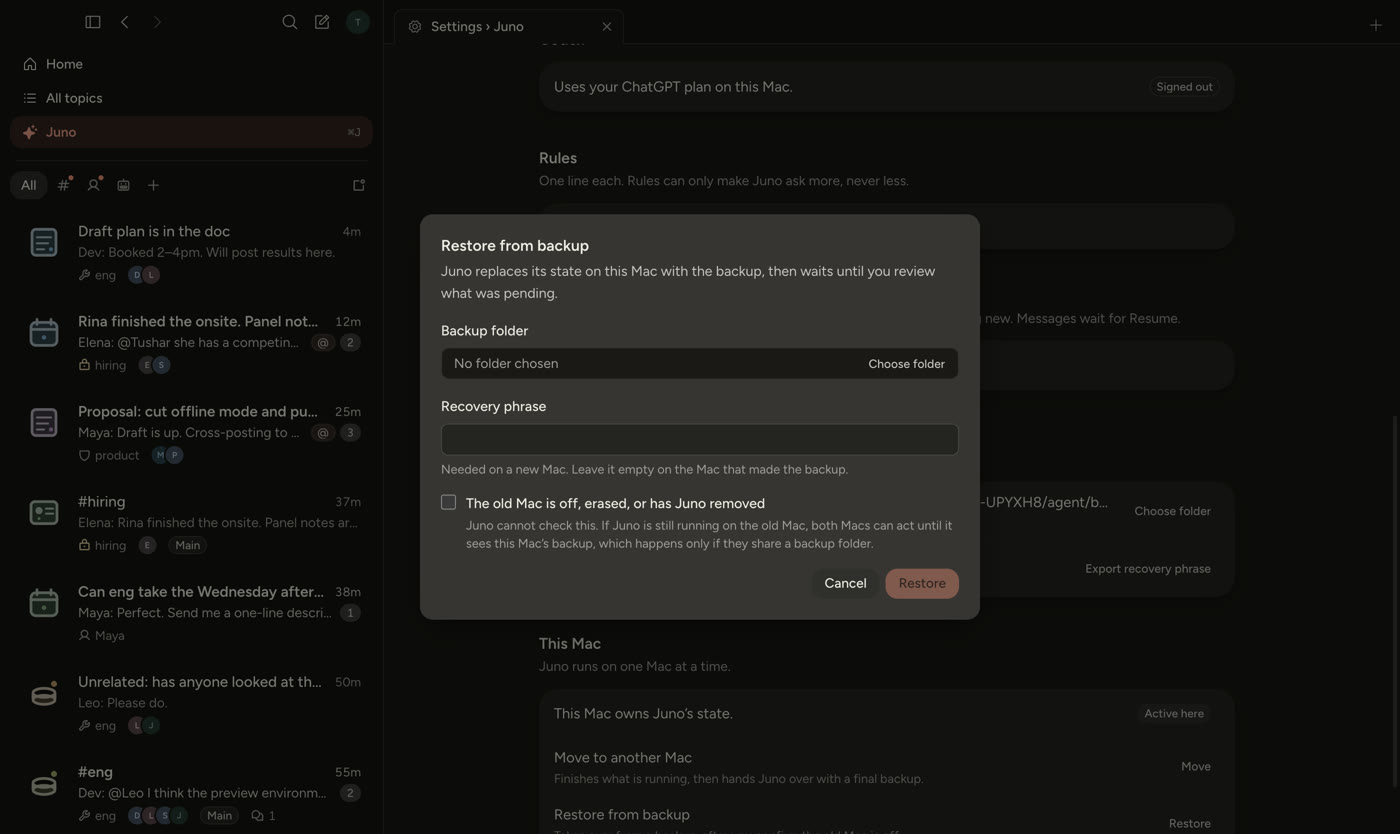 T
Settings › Juno
Home
All topics
Juno
⌘J
All
Draft plan is in the doc
4m
Dev: Booked 2–4pm. Will post results here.
eng
D
L
Rina finished the onsite. Panel not...
12m
Elena: @Tushar she has a competin...
@
2
hiring
E
S
Proposal: cut offline mode and pu...
25m
Maya: Draft is up. Cross-posting to ...
@
3
product
M
P
#hiring
37m
Elena: Rina finished the onsite. Panel notes ar...
hiring
E
Main
Can eng take the Wednesday after...
38m
Maya: Perfect. Send me a one-line descri...
1
Maya
Unrelated: has anyone looked at th...
50m
Leo: Please do.
eng
L
J
#eng
55m
Dev: @Leo I think the preview environm...
2
eng
D
L
S
J
Main
1
Uses your ChatGPT plan on this Mac.
Signed out
Rules
One line each. Rules can only make Juno ask more, never less.
new. Messages wait for Resume.
Restore from backup
Juno replaces its state on this Mac with the backup, then waits until you review
what was pending.
Backup folder
No folder chosen
Choose folder
Recovery phrase
Needed on a new Mac. Leave it empty on the Mac that made the backup.
The old Mac is off, erased, or has Juno removed
Juno cannot check this. If Juno is still running on the old Mac, both Macs can act until it
sees this Mac’s backup, which happens only if they share a backup folder.
Cancel
Restore
-UPYXH8/agent/b...
Choose folder
Export recovery phrase
This Mac
Juno runs on one Mac at a time.
This Mac owns Juno’s state.
Active here
Move to another Mac
Finishes what is running, then hands Juno over with a final backup.
Move
Restore from backup
Restore